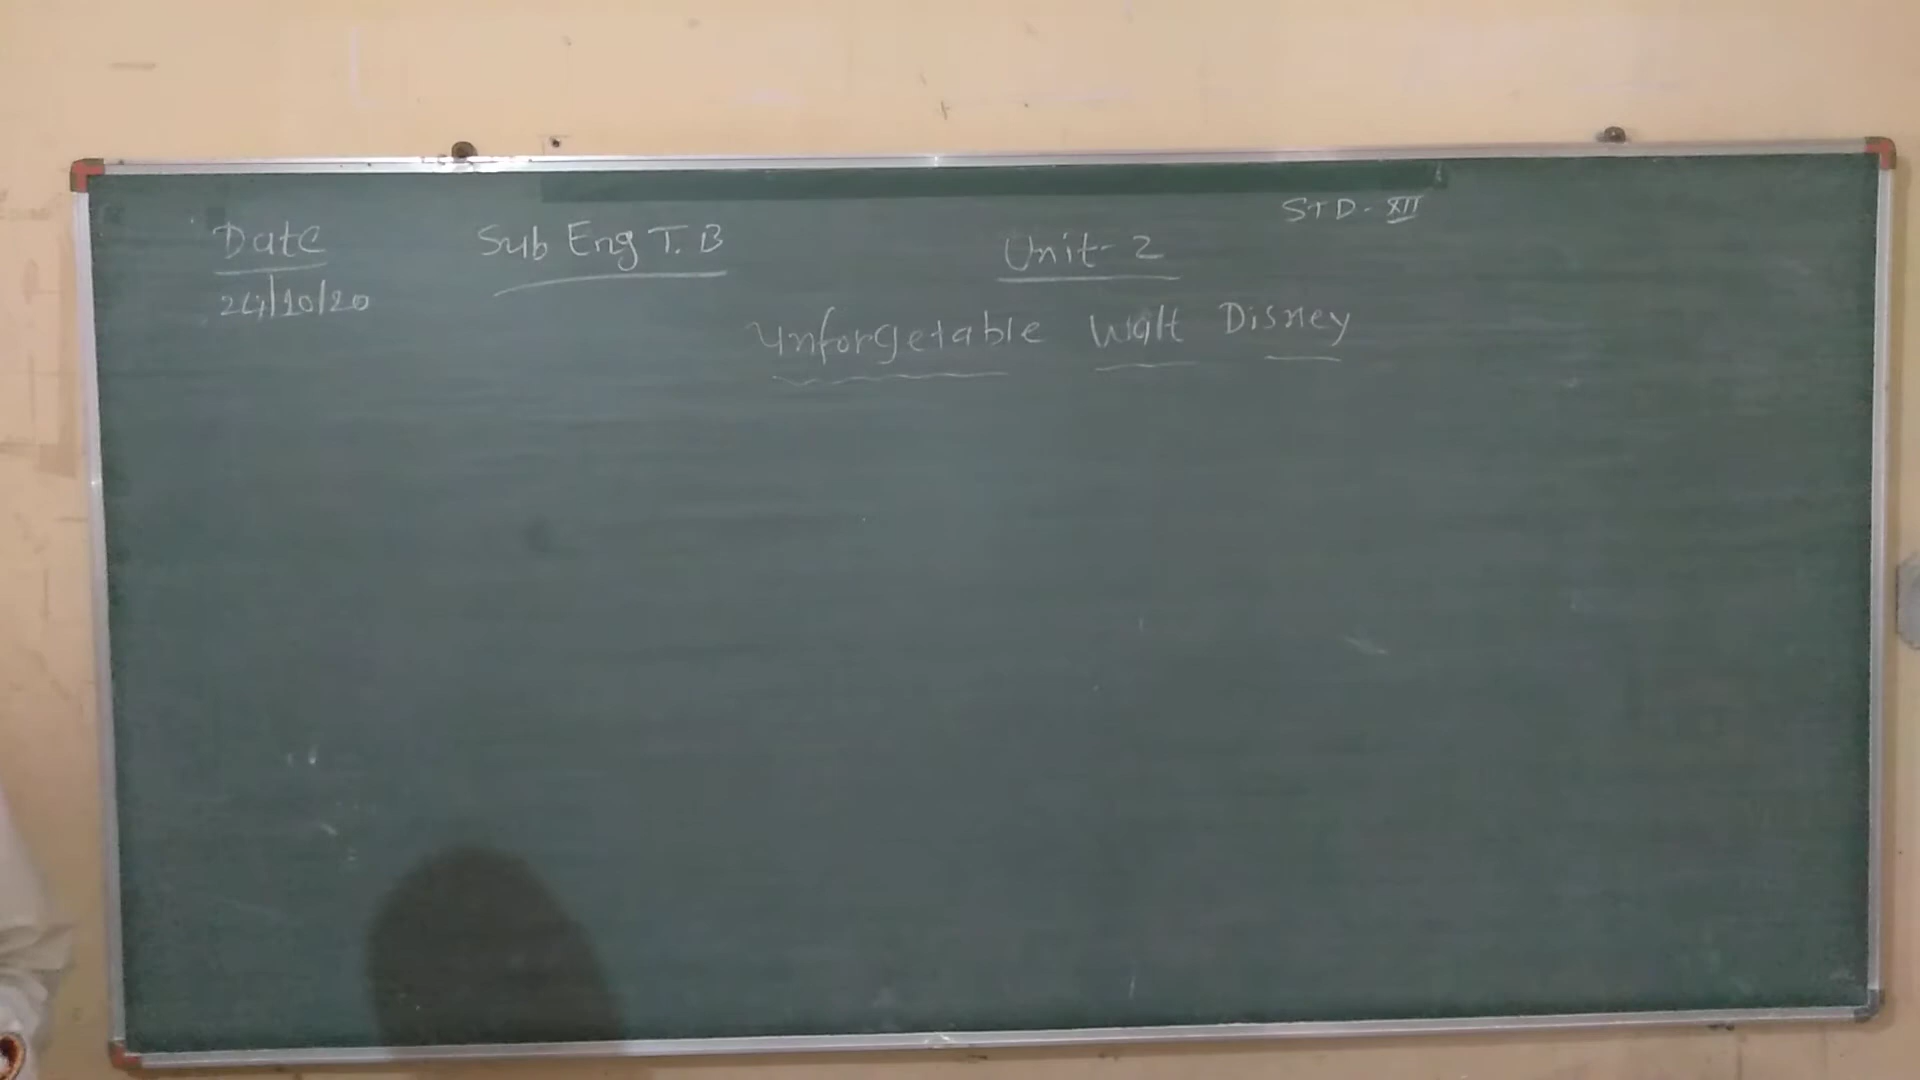 STD - XII
Date Sub Eng T.B Unit-2
24/10/20
Unforgetable Walt Disney